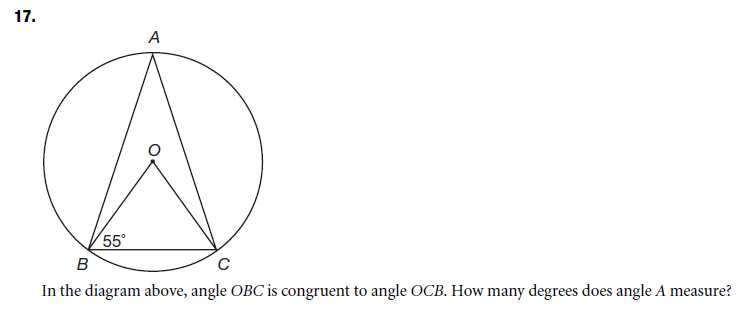 17.
A
O
55°
B
C
In the diagram above, angle OBC is congruent to angle OCB. How many degrees does angle A measure?